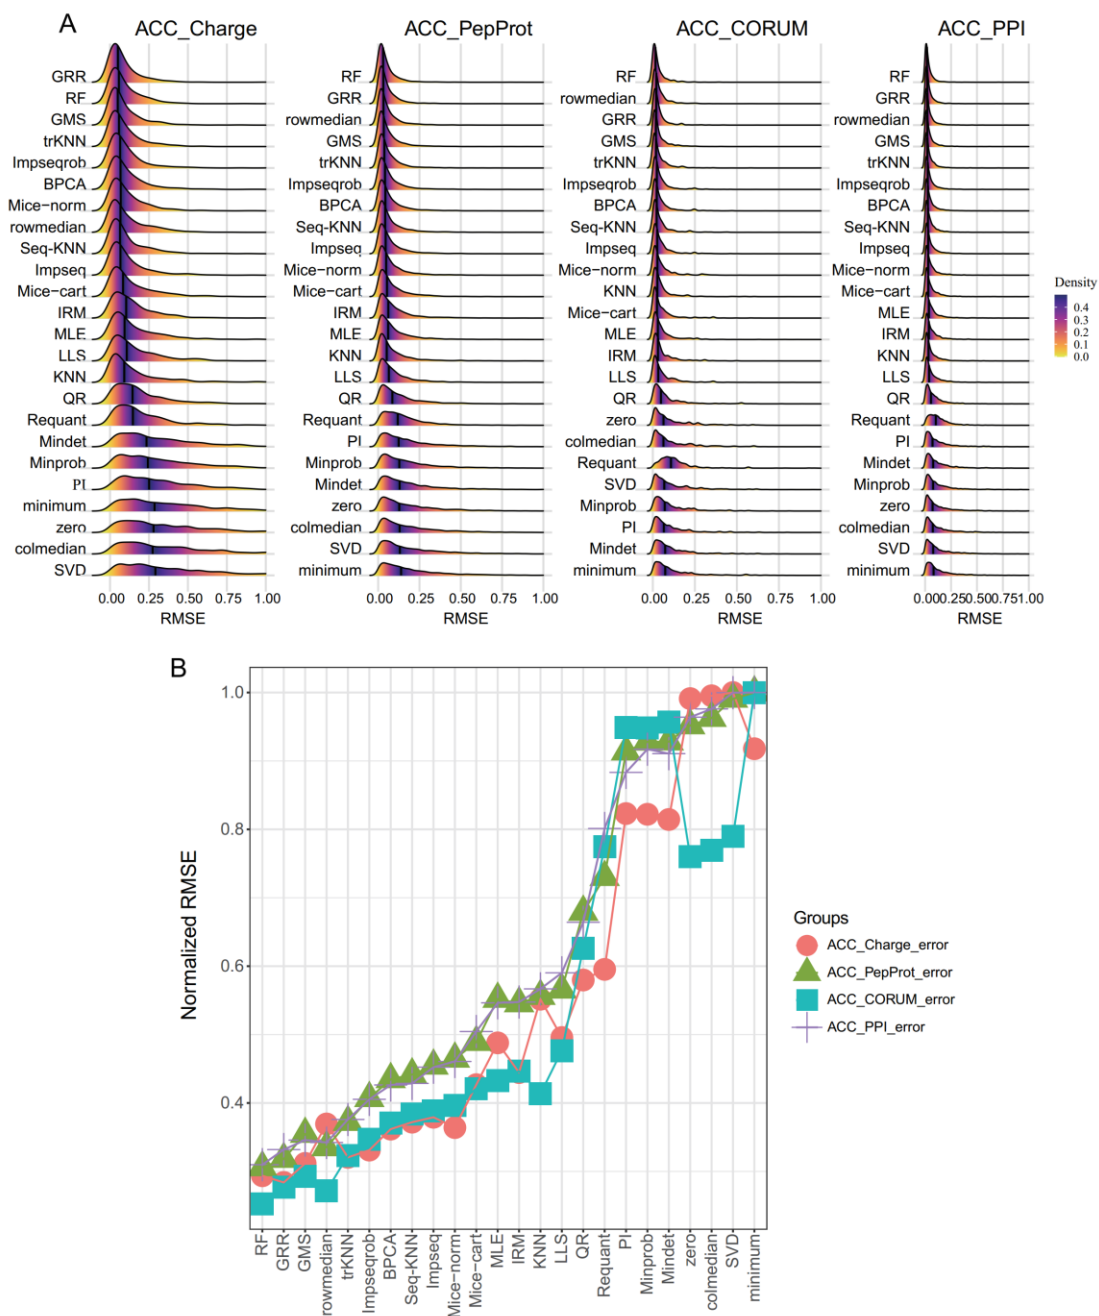 A
ACC_Charge
ACC_PepProt
ACC_CORUM
ACC_PPI
GRR
RF
GMS
trKNN
Impseqrob
BPCA
Mice-norm
rowmedian
Seq-KNN
Impseq
Mice-cart
IRM
MLE
LLS
KNN
QR
Requant
Mindet
Minprob
PI
minimum
zero
colmedian
SVD
0.00 0.25 0.50 0.75 1.00
RMSE
RF
GRR
rowmedian
GMS
trKNN
Impseqrob
BPCA
Seq-KNN
Impseq
Mice-norm
Mice-cart
IRM
MLE
KNN
LLS
QR
Requant
PI
Minprob
Mindet
zero
colmedian
SVD
minimum
0.00 0.25 0.50 0.75 1.00
RMSE
RF
rowmedian
GRR
GMS
trKNN
Impseqrob
BPCA
Seq-KNN
Impseq
Mice-norm
KNN
Mice-cart
IRM
LLS
QR
zero
colmedian
Requant
SVD
Minprob
PI
Mindet
minimum
0.00 0.25 0.50 0.75 1.00
RMSE
RF
GRR
rowmedian
GMS
trKNN
Impseqrob
BPCA
Seq-KNN
Impseq
Mice-norm
Mice-cart
MLE
IRM
KNN
LLS
QR
Requant
PI
Mindet
Minprob
zero
colmedian
SVD
minimum
0.00 0.25 0.50 0.75 1.00
RMSE
Density
0.4
0.3
0.2
0.1
0.0
B
Normalized RMSE
1.0
0.8
0.6
0.4
RF
GRR
GMS
rowmedian
trKNN
Impseqrob
BPCA
Seq-KNN
Impseq
Mice-norm
Mice-cart
MLE
IRM
KNN
LLS
QR
Requant
PI
Minprob
Mindet
zero
colmedian
SVD
minimum
Groups
ACC_Charge_error
ACC_PepProt_error
ACC_CORUM_error
ACC_PPI_error